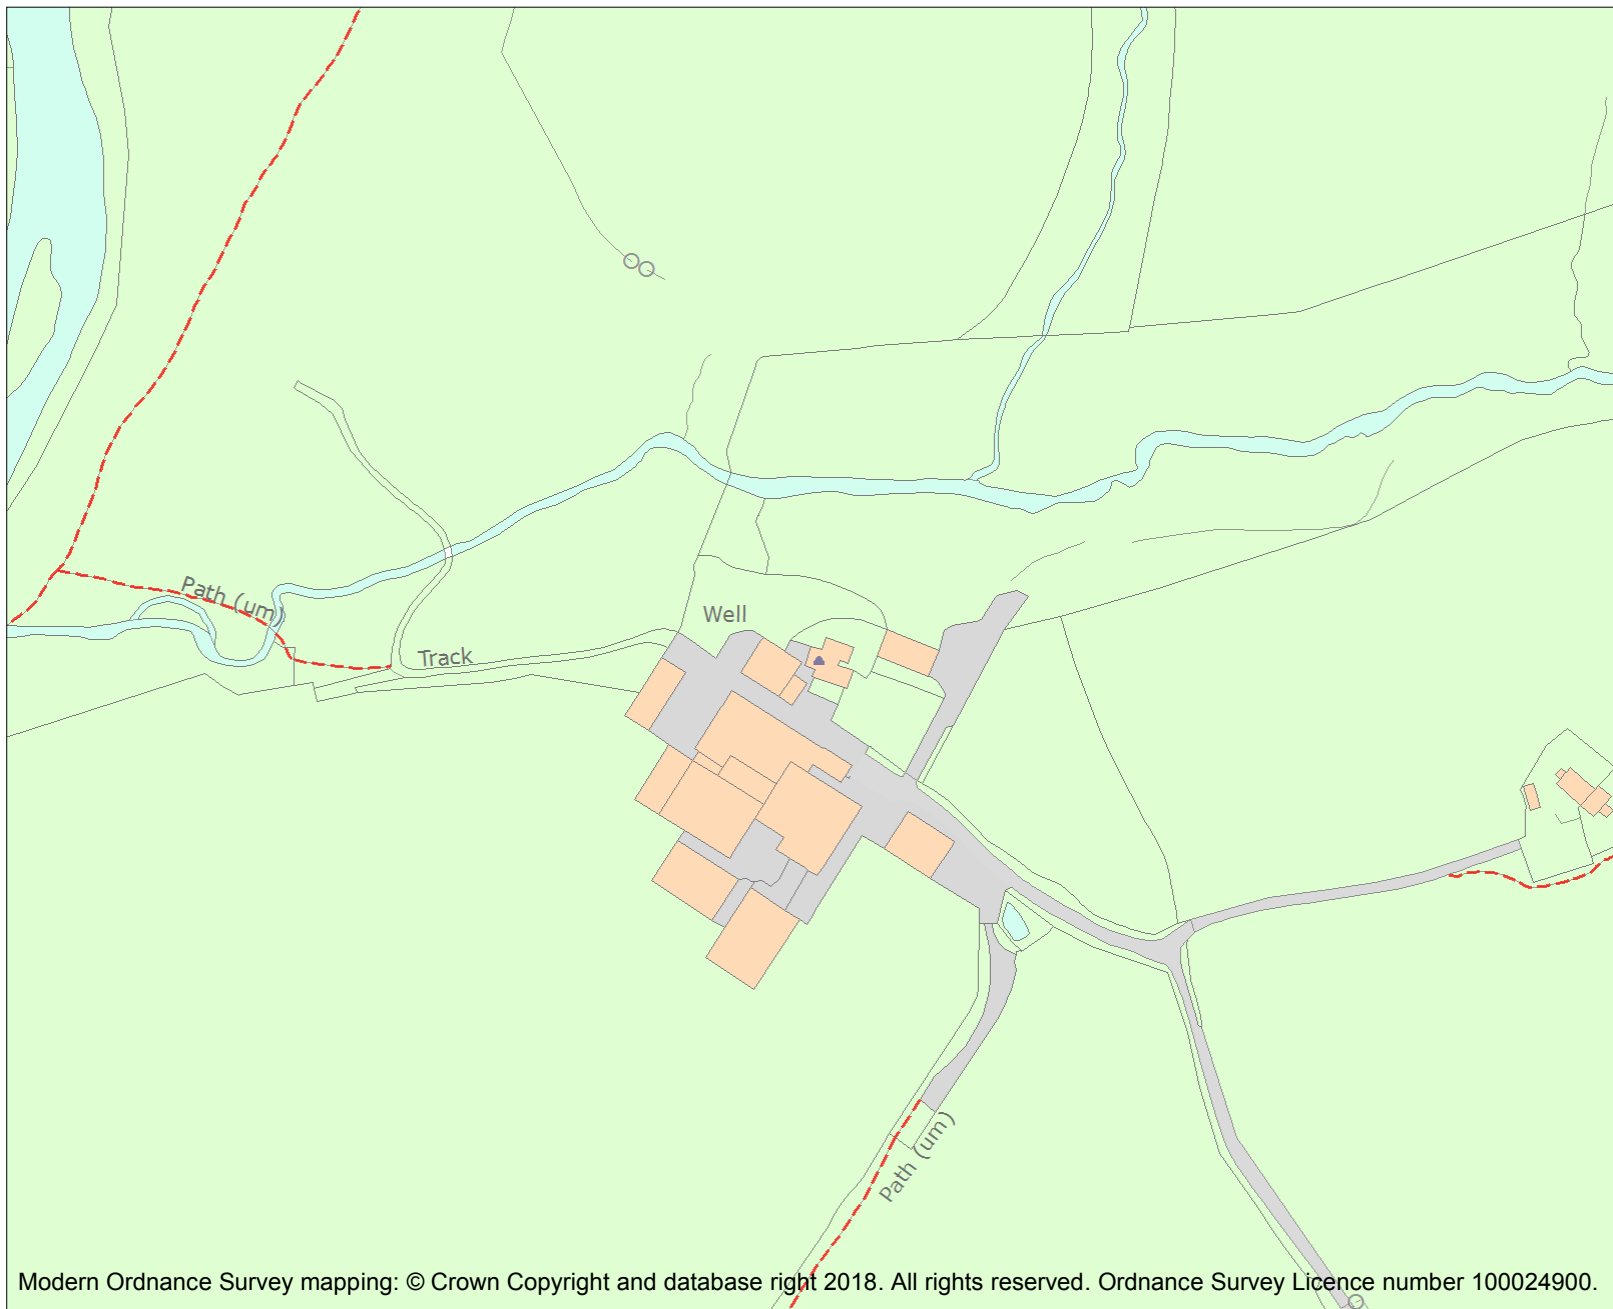 Path (um)
Well
Track
Path (um)
Modern Ordnance Survey mapping: © Crown Copyright and database right 2018. All rights reserved. Ordnance Survey Licence number 100024900.